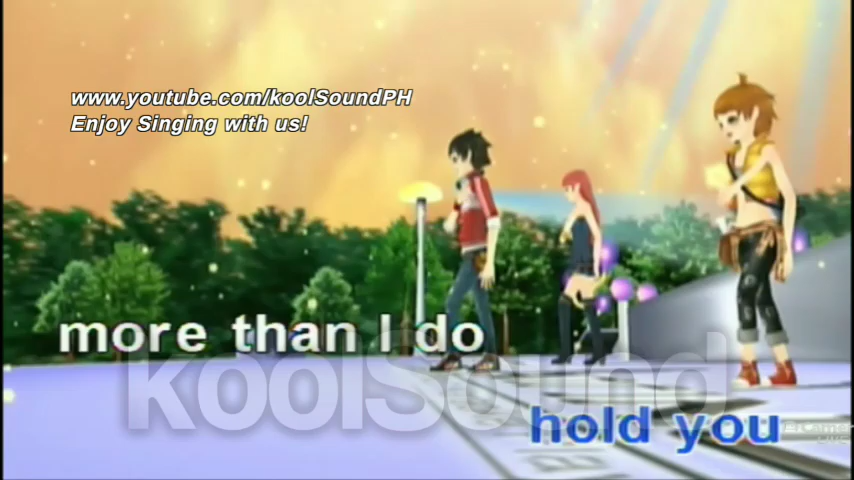 www.youtube.com/koolSoundPH
Enjoy Singing with us!
more than I do
koolSound
hold you